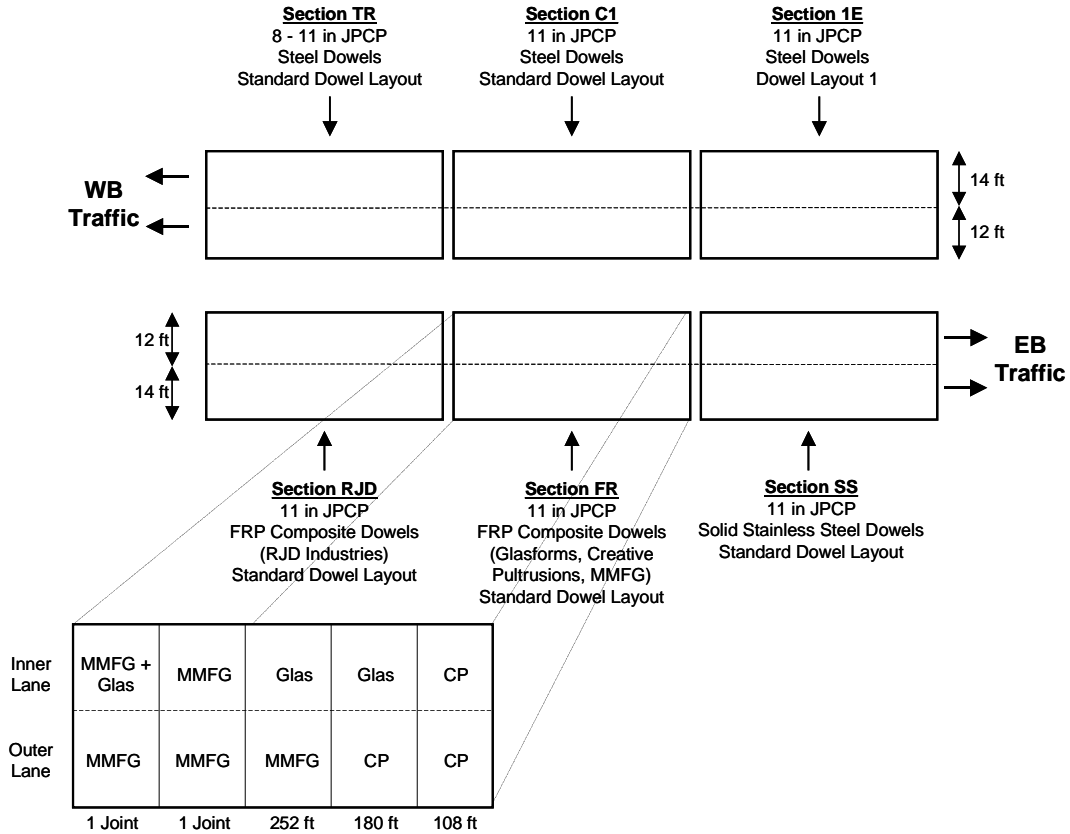 Section TR
8 - 11 in JPCP
Steel Dowels
Standard Dowel Layout
Section C1
11 in JPCP
Steel Dowels
Standard Dowel Layout
Section 1E
11 in JPCP
Steel Dowels
Dowel Layout 1
WB
Traffic
14 ft
12 ft
12 ft
14 ft
EB
Traffic
Section RJD
11 in JPCP
FRP Composite Dowels
(RJD Industries)
Standard Dowel Layout
Section FR
11 in JPCP
FRP Composite Dowels
(Glasforms, Creative
Pultrusions, MMFG)
Standard Dowel Layout
Section SS
11 in JPCP
Solid Stainless Steel Dowels
Standard Dowel Layout
Inner
Lane
MMFG +
Glas
MMFG
Glas
Glas
CP
Outer
Lane
MMFG
MMFG
MMFG
CP
CP
1 Joint
1 Joint
252 ft
180 ft
108 ft